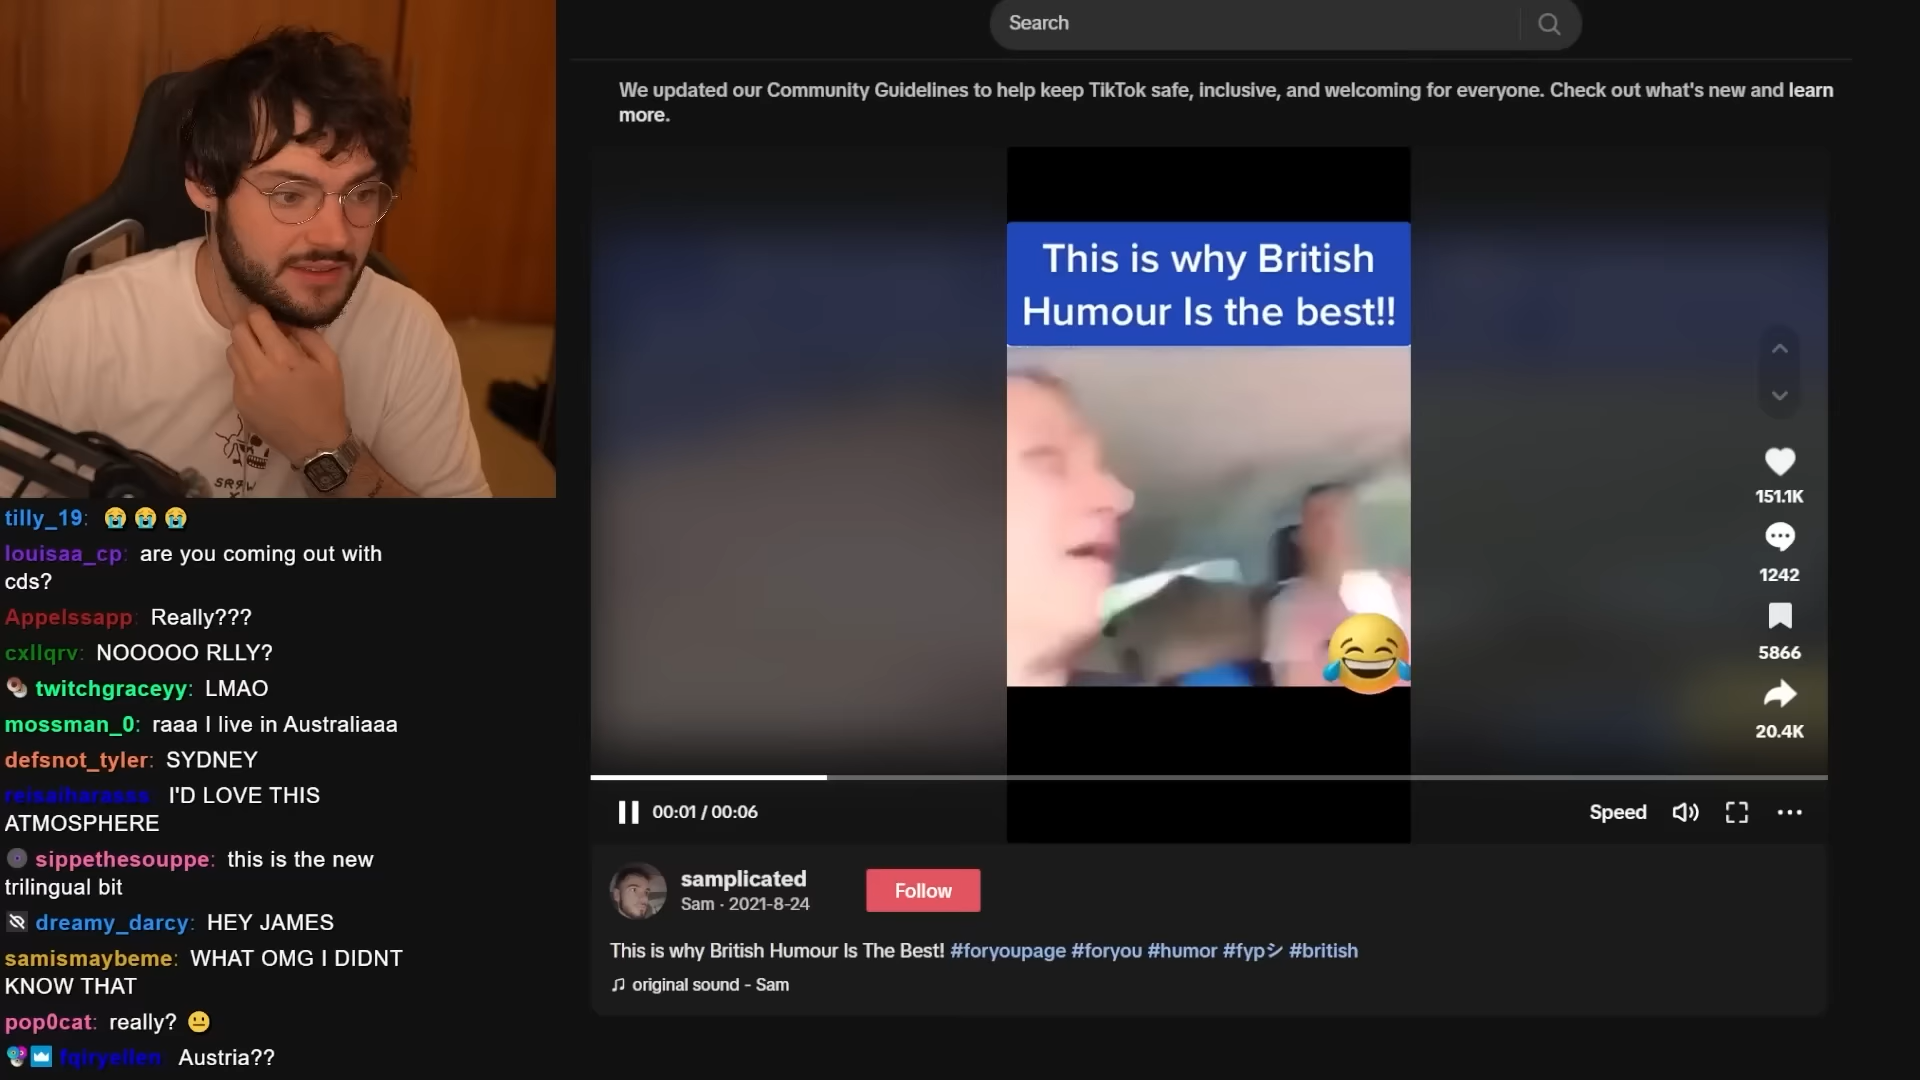 Search
We updated our Community Guidelines to help keep TikTok safe, inclusive, and welcoming for everyone. Check out what's new and learn
more.
This is why British
Humour Is the best!!
151.1K
1242
5866
20.4K
00:01 / 00:06
Speed
samplicated
Sam · 2021-8-24
Follow
This is why British Humour Is The Best! #foryoupage #foryou #humor #fypシ #british
original sound - Sam
tilly_19: 😭 😭 😭
louisaa_cp: are you coming out with
cds?
Appelssapp: Really???
cxllqrv: NOOOOO RLLY?
twitchgraceyy: LMAO
mossman_0: raaa I live in Australiaaa
defsnot_tyler: SYDNEY
I'D LOVE THIS
ATMOSPHERE
sippethesouppe: this is the new
trilingual bit
dreamy_darcy: HEY JAMES
samismaybeme: WHAT OMG I DIDNT
KNOW THAT
pop0cat: really? 😐
Austria??